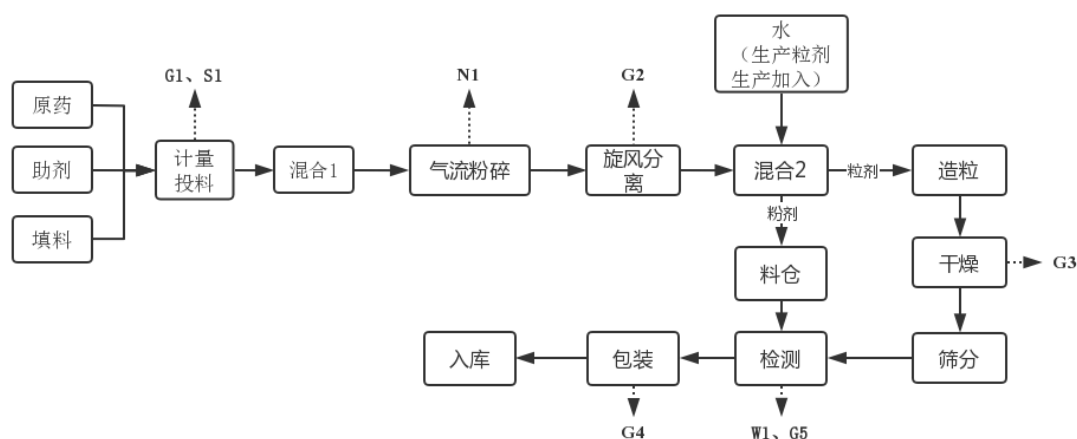 水
（生产粒剂
生产加入）
G1、S1
N1
G2
原药
助剂
填料
计量
投料
混合1
气流粉碎
旋风分
离
混合2
粒剂
造粒
粉剂
料仓
干燥
G3
入库
包装
检测
筛分
G4
W1、G5